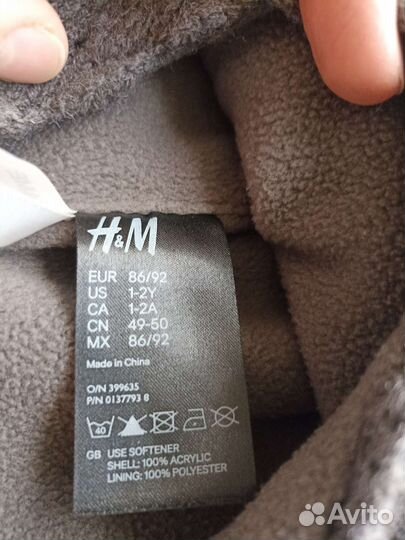 H&M
EUR 86/92
US 1-2Y
CA 1-2A
CN 49-50
MX 86/92
Made in China
O/N 399635
P/N 0137793 8
40
GB USE SOFTENER
SHELL: 100% ACRYLIC
LINING: 100% POLYESTER
Avito